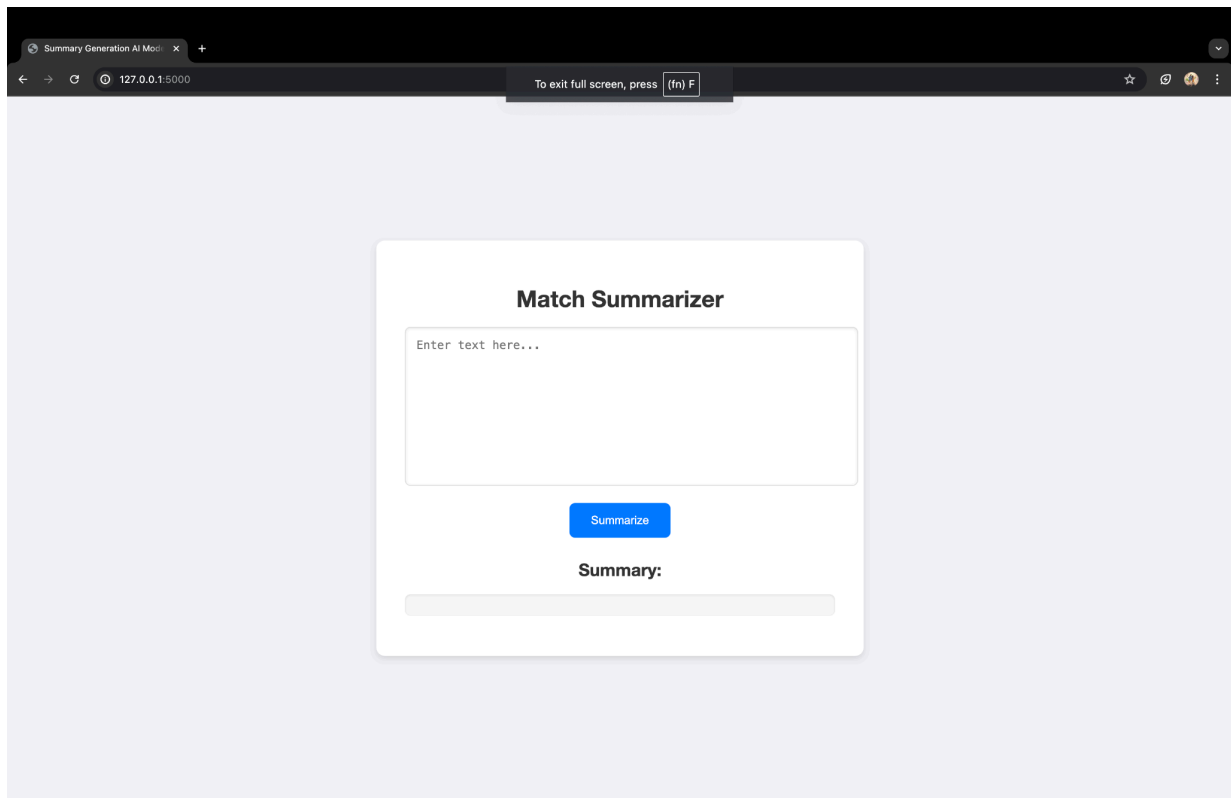 Summary Generation AI Mode
127.0.0.1:5000
To exit full screen, press (fn) F
Match Summarizer
Enter text here...
Summarize
Summary: